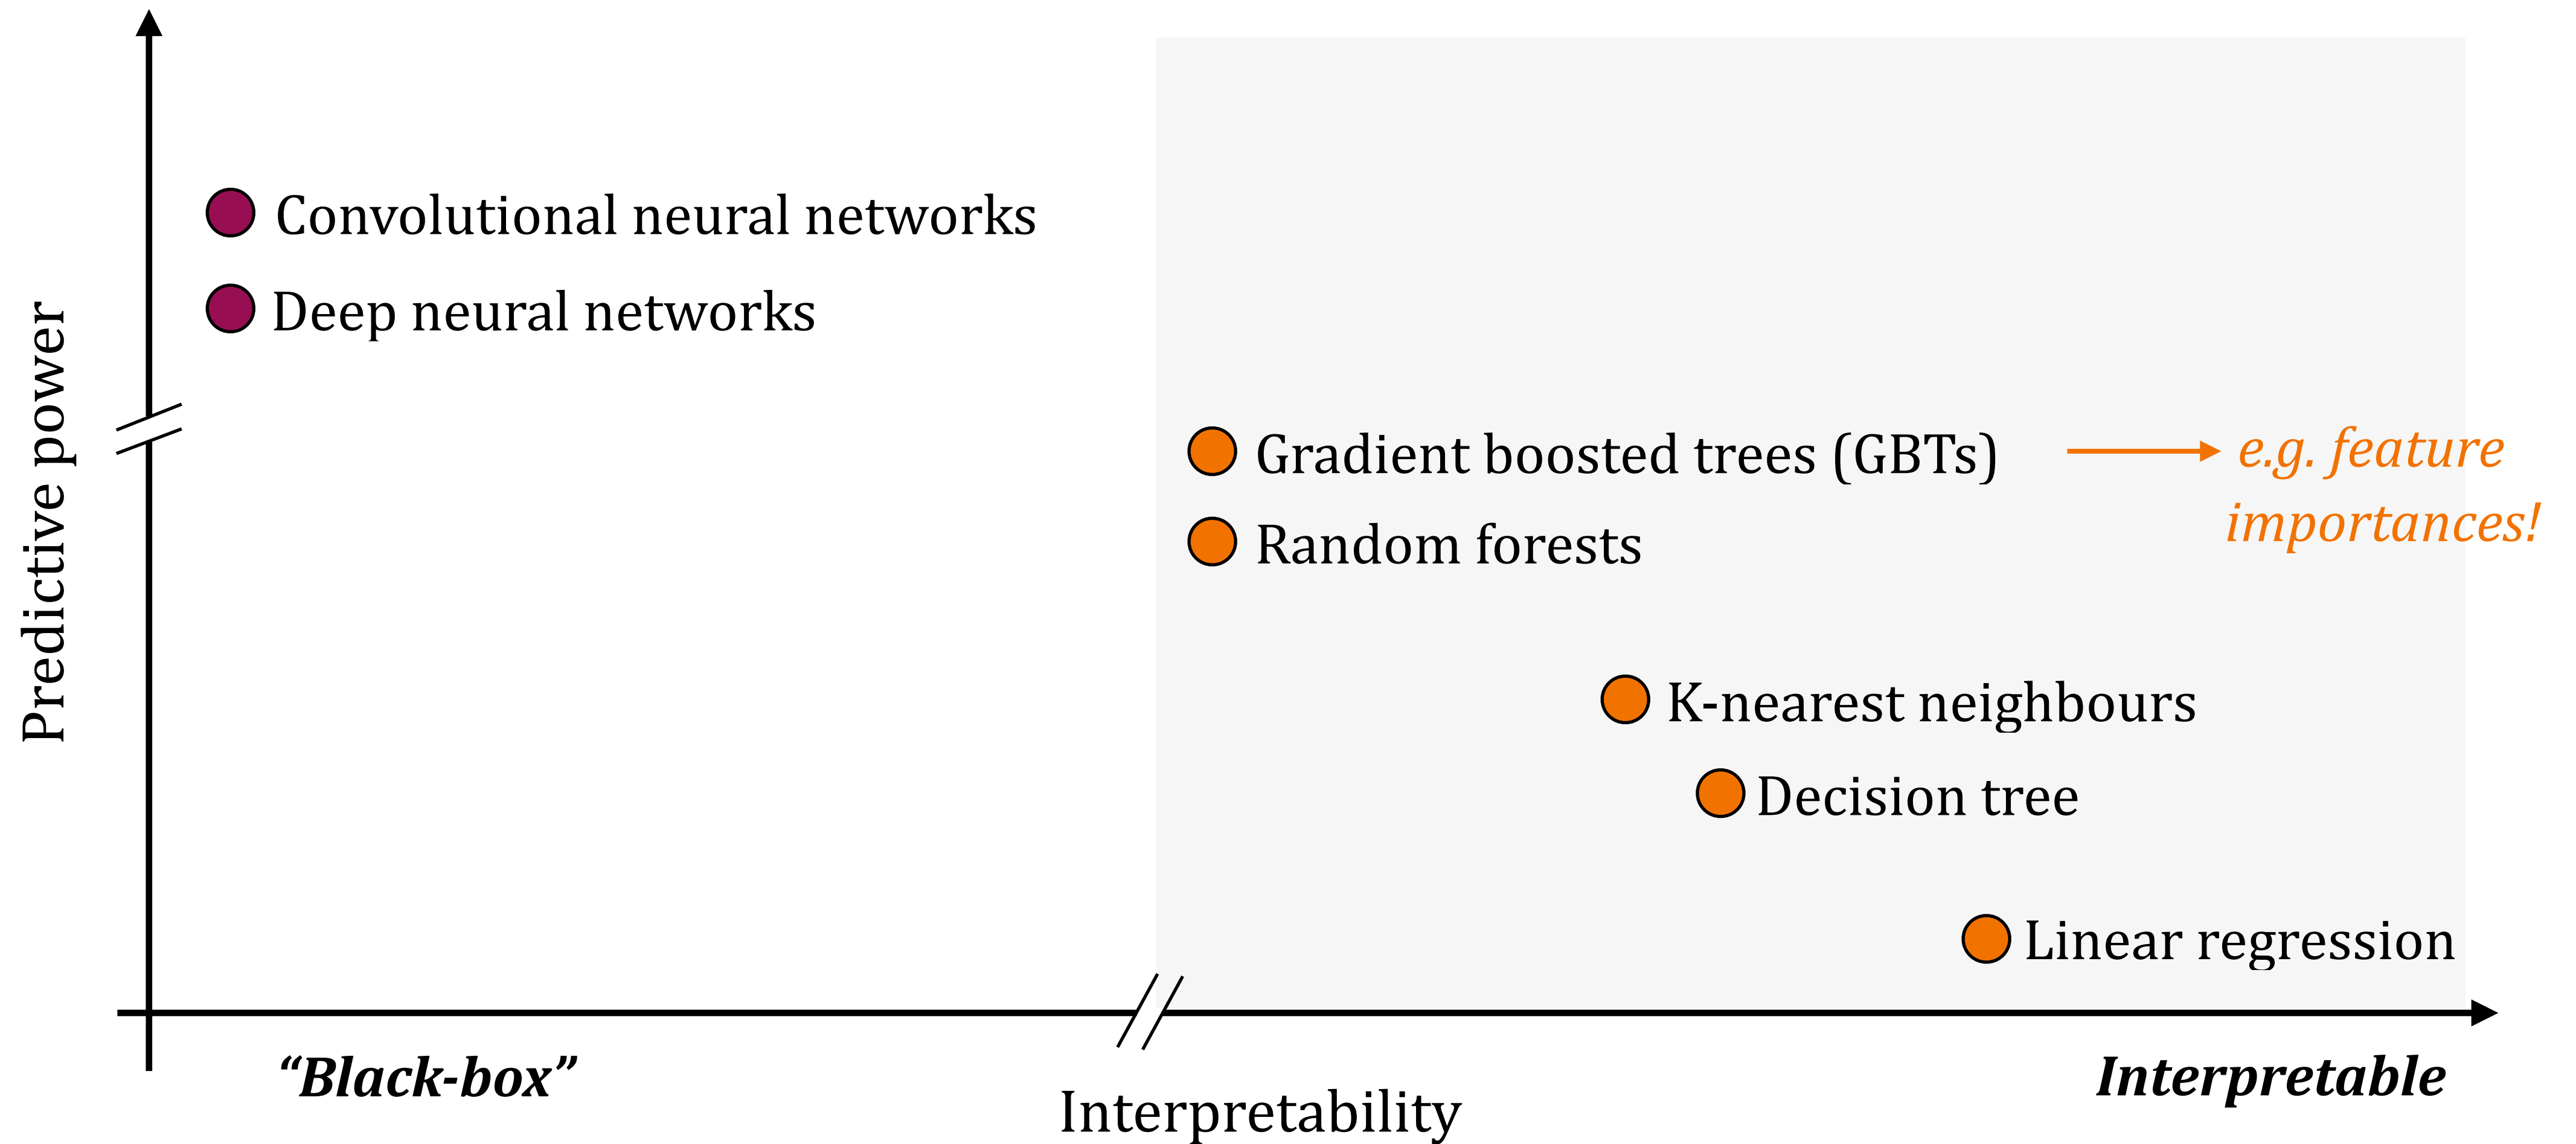 Convolutional neural networks
Deep neural networks
Predictive power
Gradient boosted trees (GBTs)
e.g. feature
importances!
Random forests
K-nearest neighbours
Decision tree
Linear regression
“Black-box”
Interpretable
Interpretability